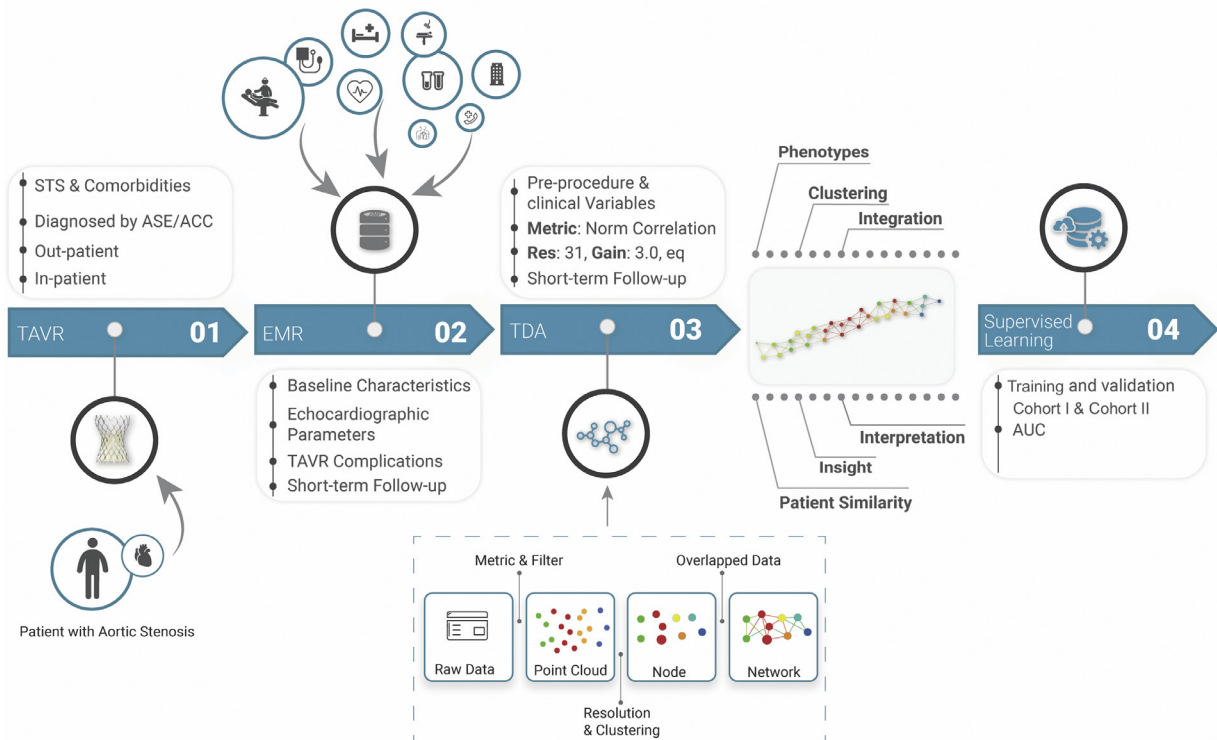 STS & Comorbidities
Diagnosed by ASE/ACC
Out-patient
In-patient
TAVR
01
Patient with Aortic Stenosis
EMR
02
Baseline Characteristics
Echocardiographic
Parameters
TAVR Complications
Short-term Follow-up
Pre-procedure &
clinical Variables
Metric: Norm Correlation
Res: 31, Gain: 3.0, eq
Short-term Follow-up
TDA
03
Metric & Filter
Overlapped Data
Raw Data
Point Cloud
Node
Network
Resolution
& Clustering
Phenotypes
Clustering
Integration
Interpretation
Insight
Patient Similarity
Supervised
Learning
04
Training and validation
Cohort I & Cohort II
AUC